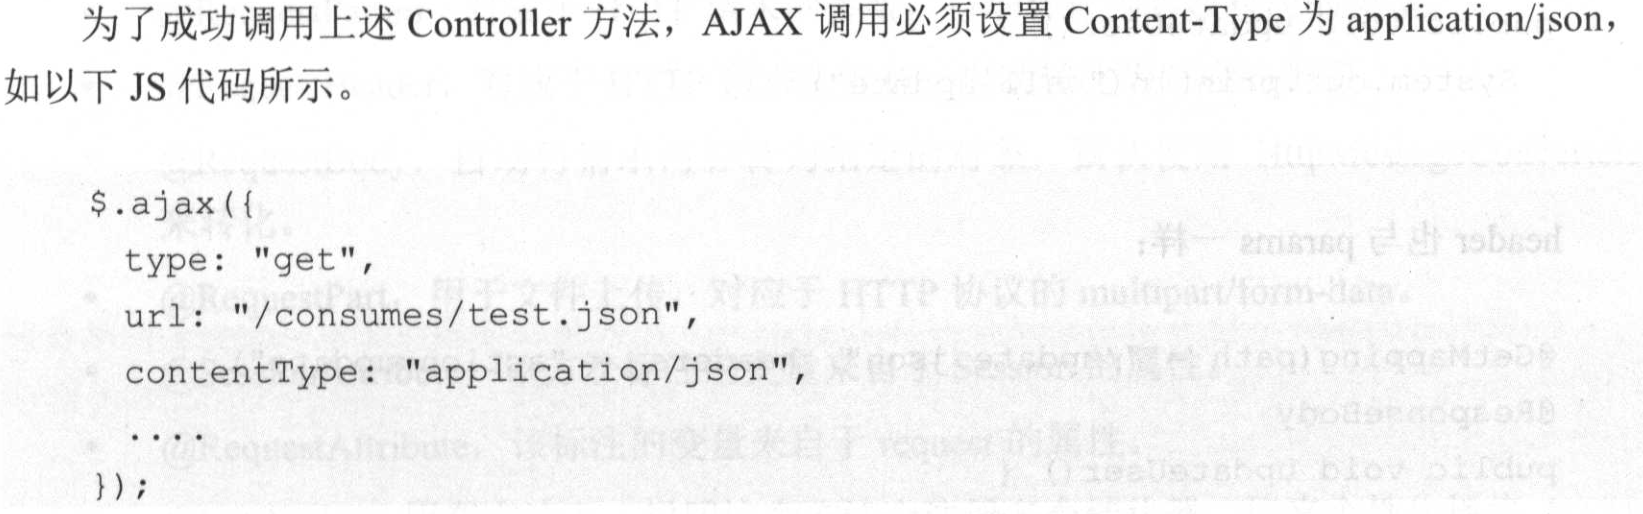 为了成功调用上述 Controller 方法，AJAX 调用必须设置 Content-Type 为 application/json，
如以下 JS 代码所示。
$.ajax({
type: "get",
url: "/consumes/test.json",
contentType: "application/json",
...
});